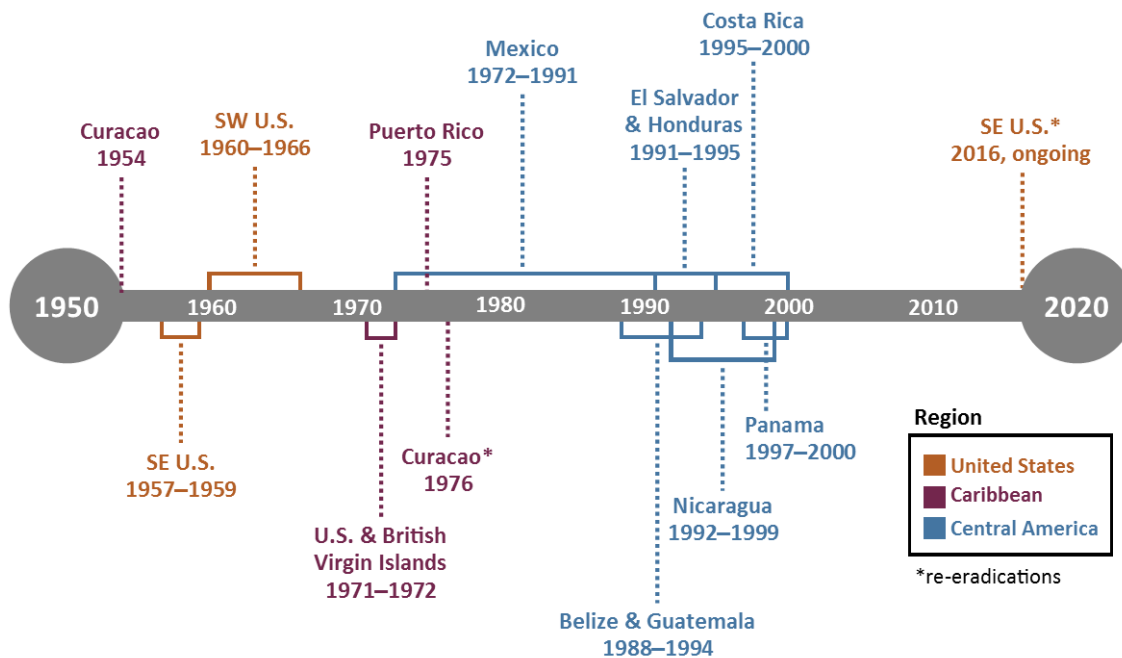 Costa Rica
1995–2000
Mexico
1972–1991
El Salvador
& Honduras
1991–1995
SW U.S.
1960–1966
Curacao
1954
Puerto Rico
1975
SE U.S.*
2016, ongoing
1950
1960
1970
1980
1990
2000
2010
2020
SE U.S.
1957–1959
U.S. & British
Virgin Islands
1971–1972
Curacao*
1976
Belize & Guatemala
1988–1994
Nicaragua
1992–1999
Panama
1997–2000
Region
United States
Caribbean
Central America
*re-eradications